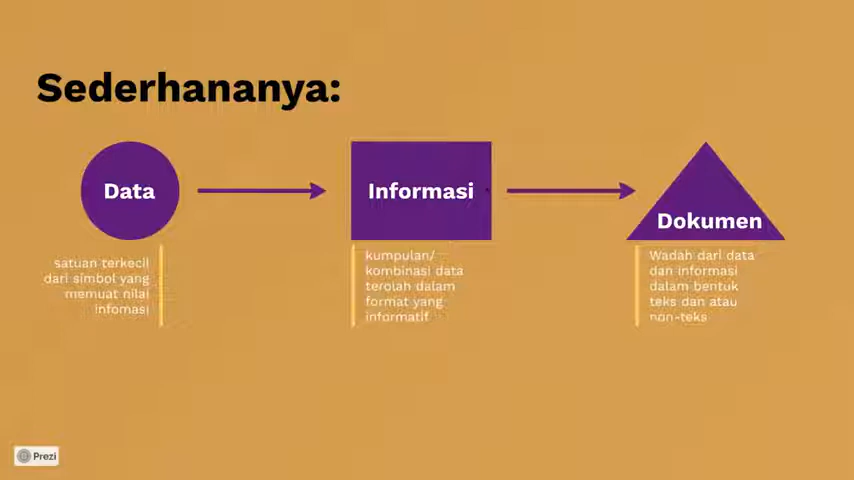 Sederhananya:
Data
Informasi
Dokumen
satuan terkecil
dari simbol yang
memuat nilai
infomasi
kumpulan/
kombinasi data
terolah dalam
format yang
informatif
Wadah dari data
dan informasi
dalam bentuk
teks dan atau
non-teks
Prezi